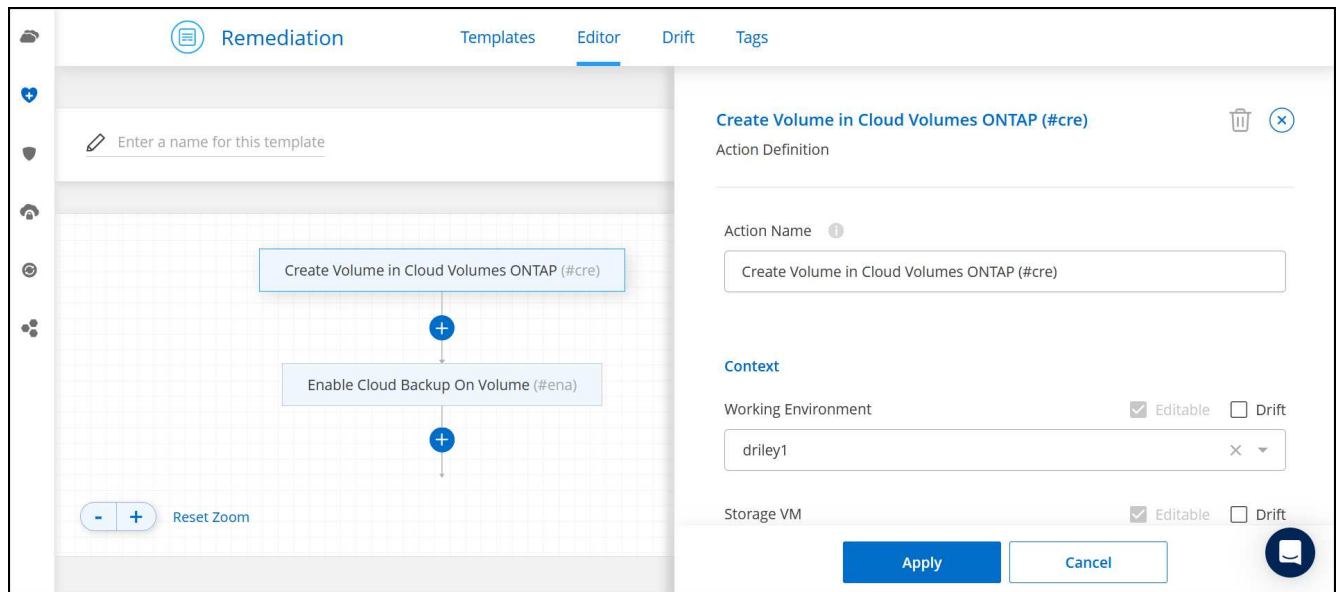 Remediation
Templates
Editor
Drift
Tags
Enter a name for this template
Create Volume in Cloud Volumes ONTAP (#cre)
Enable Cloud Backup On Volume (#ena)
- +
Reset Zoom
Create Volume in Cloud Volumes ONTAP (#cre)
Action Definition
Action Name
Create Volume in Cloud Volumes ONTAP (#cre)
Context
Working Environment
Editable
Drift
driley1
Storage VM
Editable
Drift
Apply
Cancel